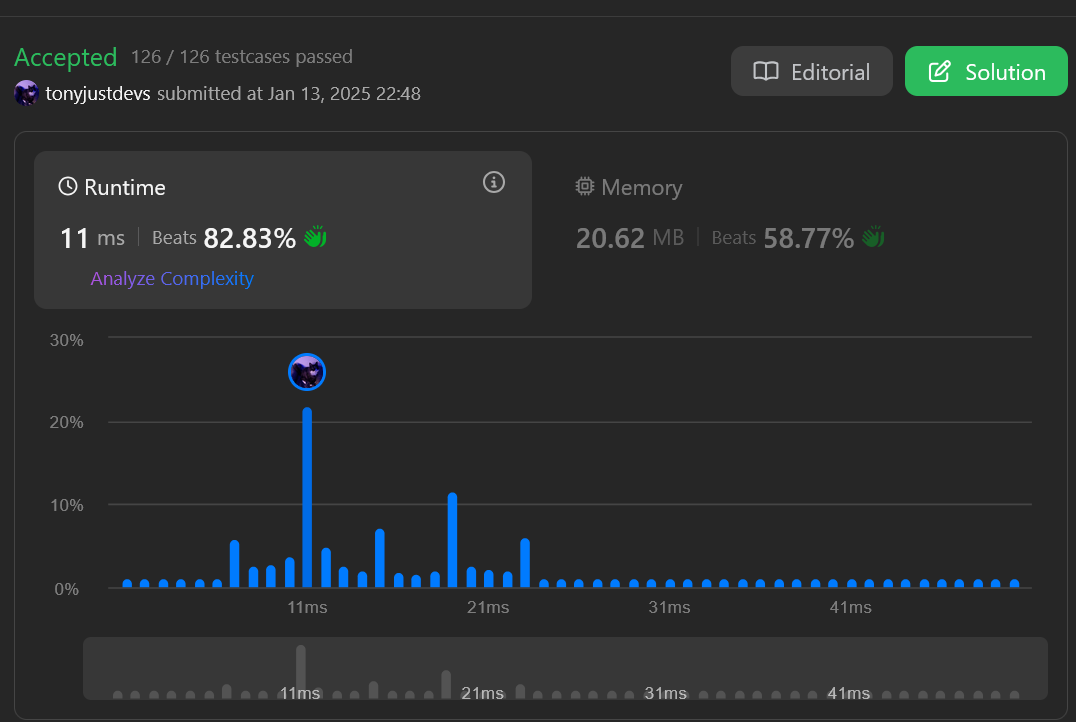 Accepted 126 / 126 testcases passed
tonyjustdevs submitted at Jan 13, 2025 22:48
Editorial
Solution
Runtime
11 ms Beats 82.83%
Analyze Complexity
Memory
20.62 MB Beats 58.77%
30%
20%
10%
0%
11ms 21ms 31ms 41ms
11ms 21ms 31ms 41ms